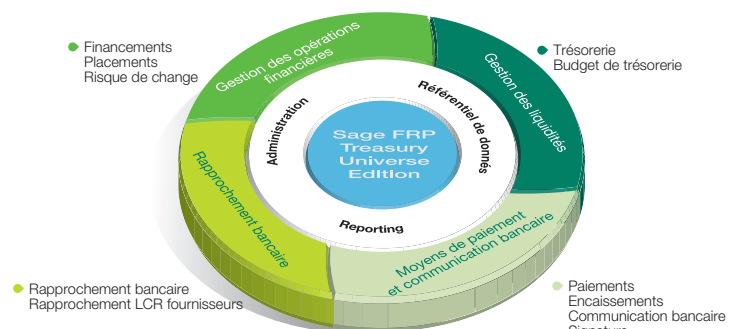 Financements
Placements
Risque de change
Trésorerie
Budget de trésorerie
Gestion des opérations
financières
Gestion des liquidités
Administration
Référentiel de donnés
Sage FRP
Treasury
Universe
Edition
Reporting
Rapprochement bancaire
Moyens de paiement
et communication bancaire
Rapprochement bancaire
Rapprochement LCR fournisseurs
Paiements
Encaissements
Communication bancaire
Signature